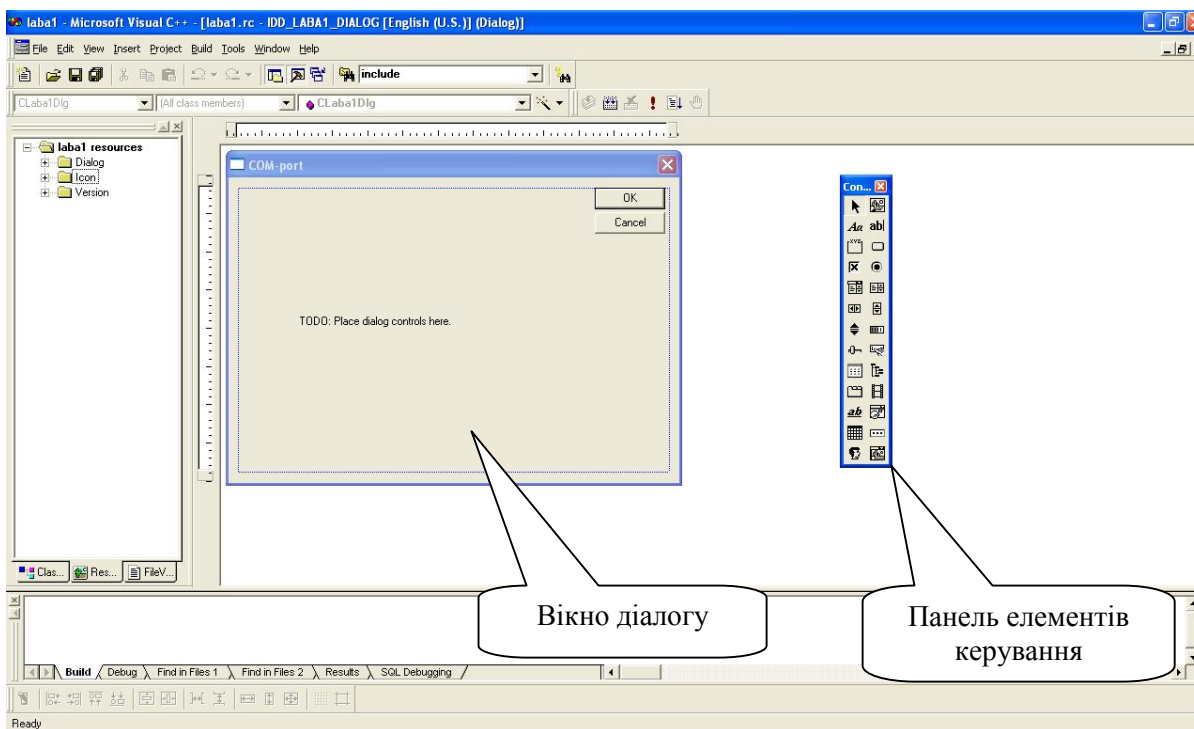 laba1 - Microsoft Visual C++ - [laba1.rc - IDD_LABA1_DIALOG [English (U.S.)] (Dialog)]
File Edit View Insert Project Build Tools Window Help
include
CLaba1Dlg (All class members) CLaba1Dlg
laba1 resources
Dialog
Icon
Version
COM-port
OK
Cancel
TODO: Place dialog controls here.
Con...
Aa ab|
XYZ
ab
Clas... Res... FileV...
Вікно діалогу
Панель елементів
керування
Build Debug Find in Files 1 Find in Files 2 Results SQL Debugging
Ready